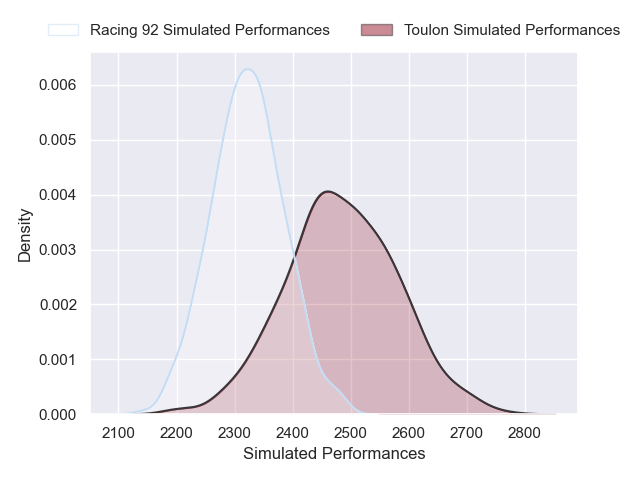 Racing 92 Simulated Performances Toulon Simulated Performances
0.006
0.005
0.004
0.003
0.002
0.001
0.000
Density
2100 2200 2300 2400 2500 2600 2700 2800
Simulated Performances